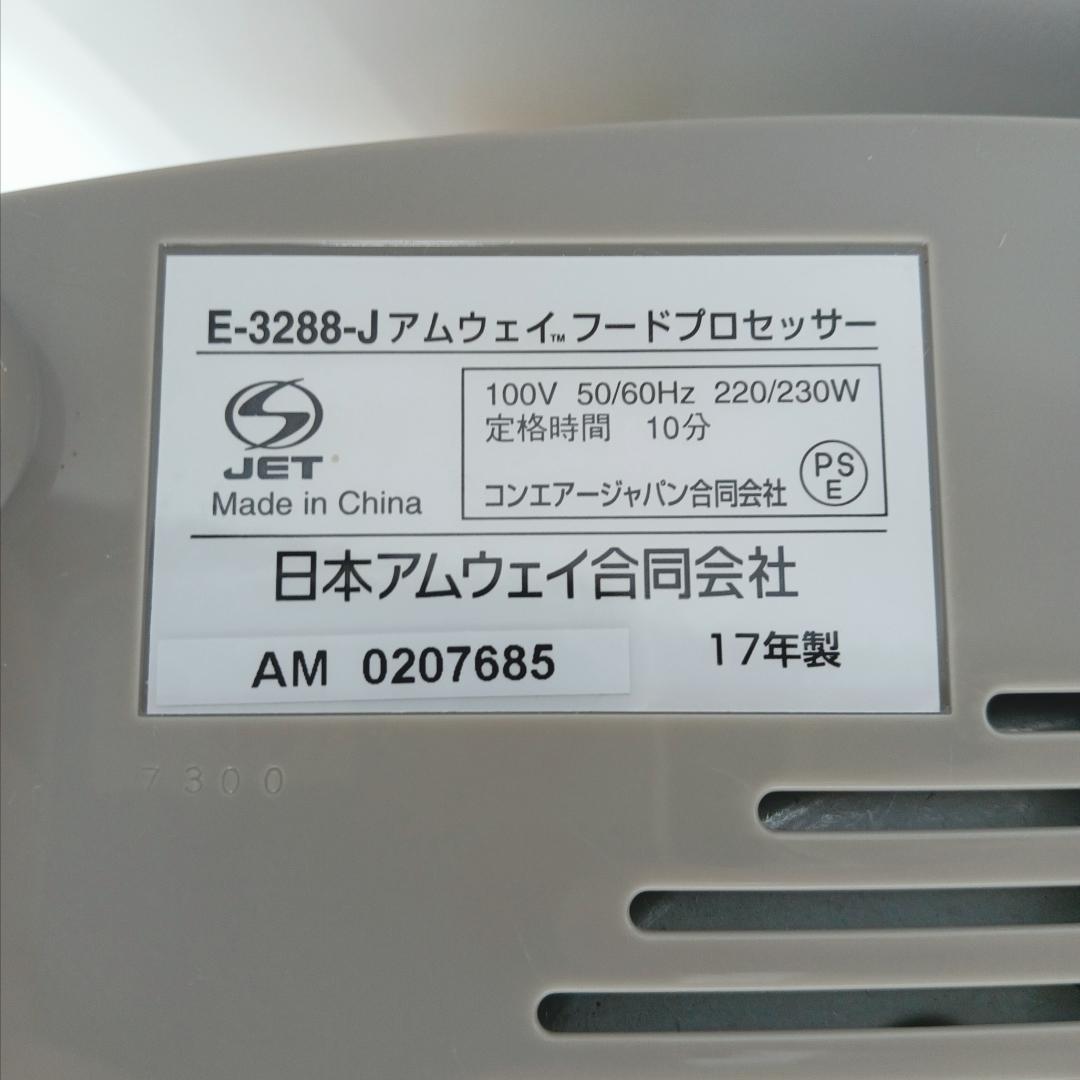 E-3288-J アムウェイ™ フードプロセッサー
JET
Made in China
100V 50/60Hz 220/230W
定格時間 10分
コンエアージャパン合同会社
PS
E
日本アムウェイ合同会社
AM 0207685
17年製
7300